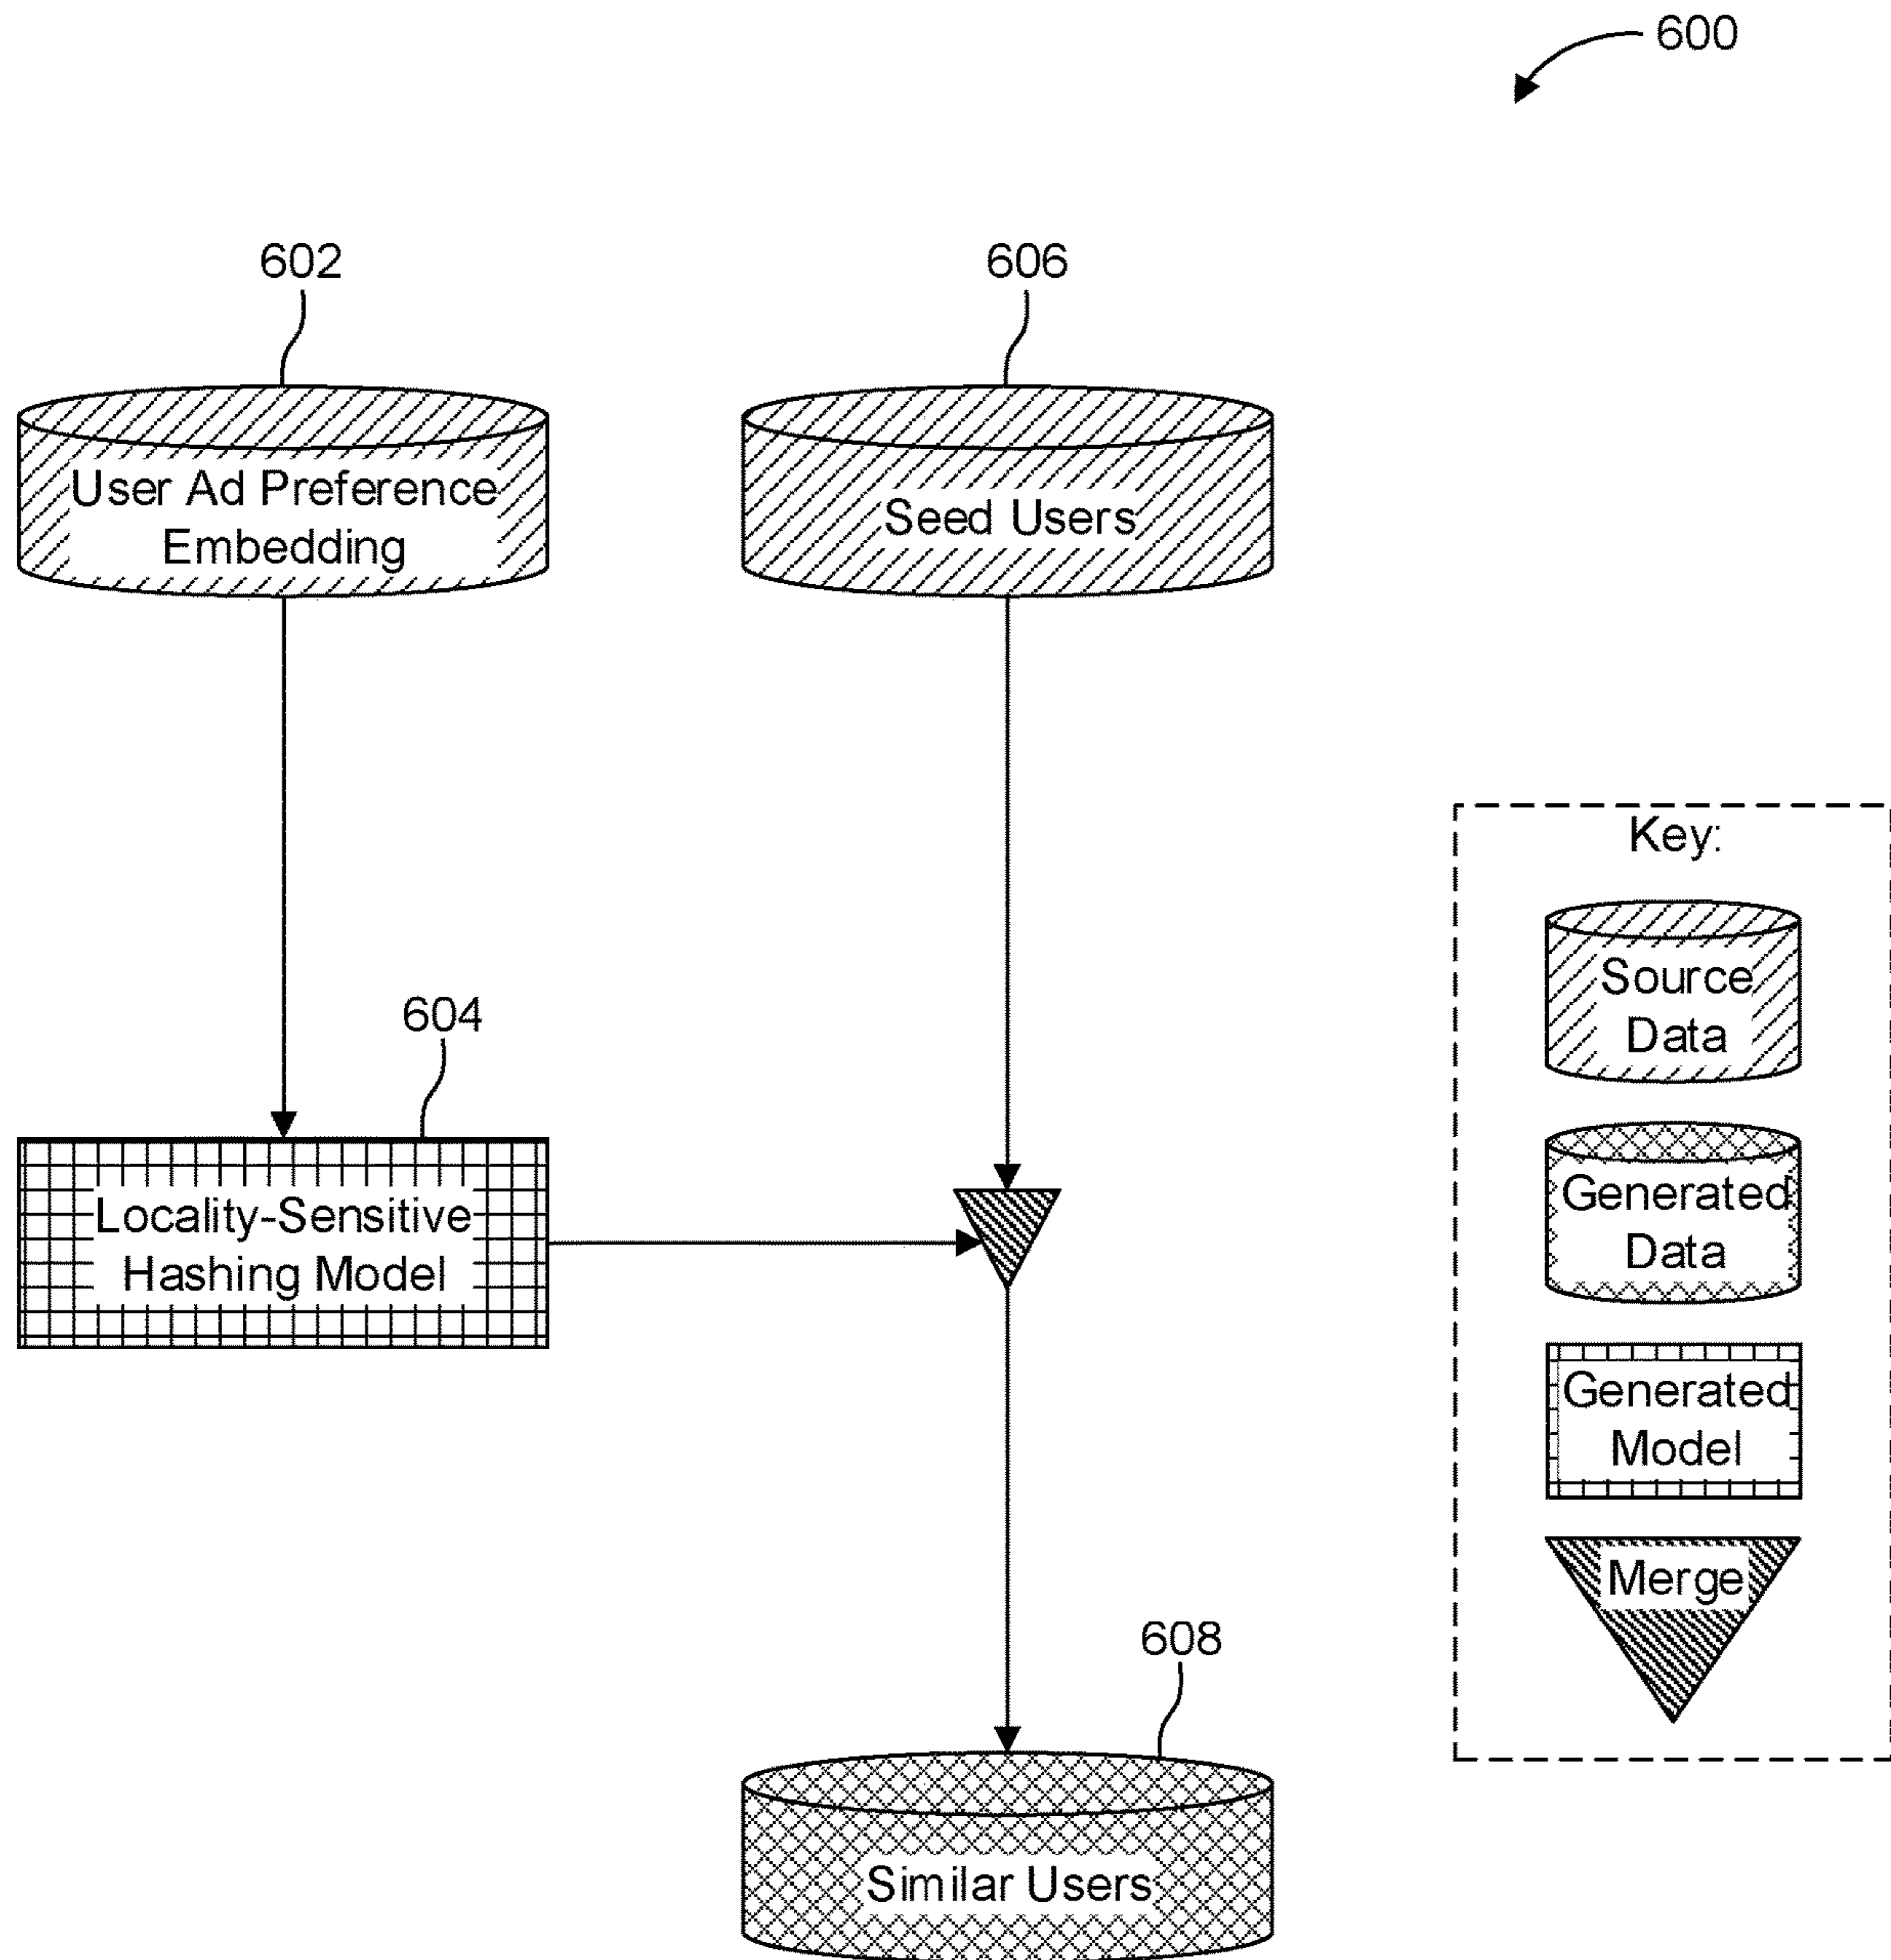 600
602
606
User Ad Preference
Embedding
Seed Users
Key:
Source
Data
604
Locality-Sensitive
Hashing Model
Generated
Data
Generated
Model
Merge
608
Similar Users